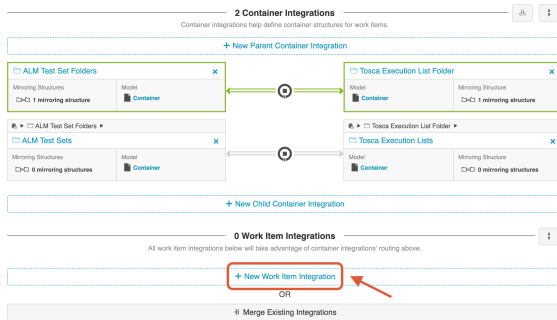 2 Container Integrations
Container integrations help define container structures for work items.
+ New Parent Container Integration
ALM Test Set Folders ×
Mirroring Structures Model
1 mirroring structure Container
Tosca Execution List Folder ×
Model Mirroring Structure
Container 1 mirroring structure
ALM Test Set Folders
ALM Test Sets ×
Mirroring Structures Model
0 mirroring structures Container
Tosca Execution List Folder
Tosca Execution Lists ×
Model Mirroring Structures
Container 0 mirroring structures
+ New Child Container Integration
0 Work Item Integrations
All work item integrations below will take advantage of container integrations' routing above.
+ New Work Item Integration
OR
Merge Existing Integrations